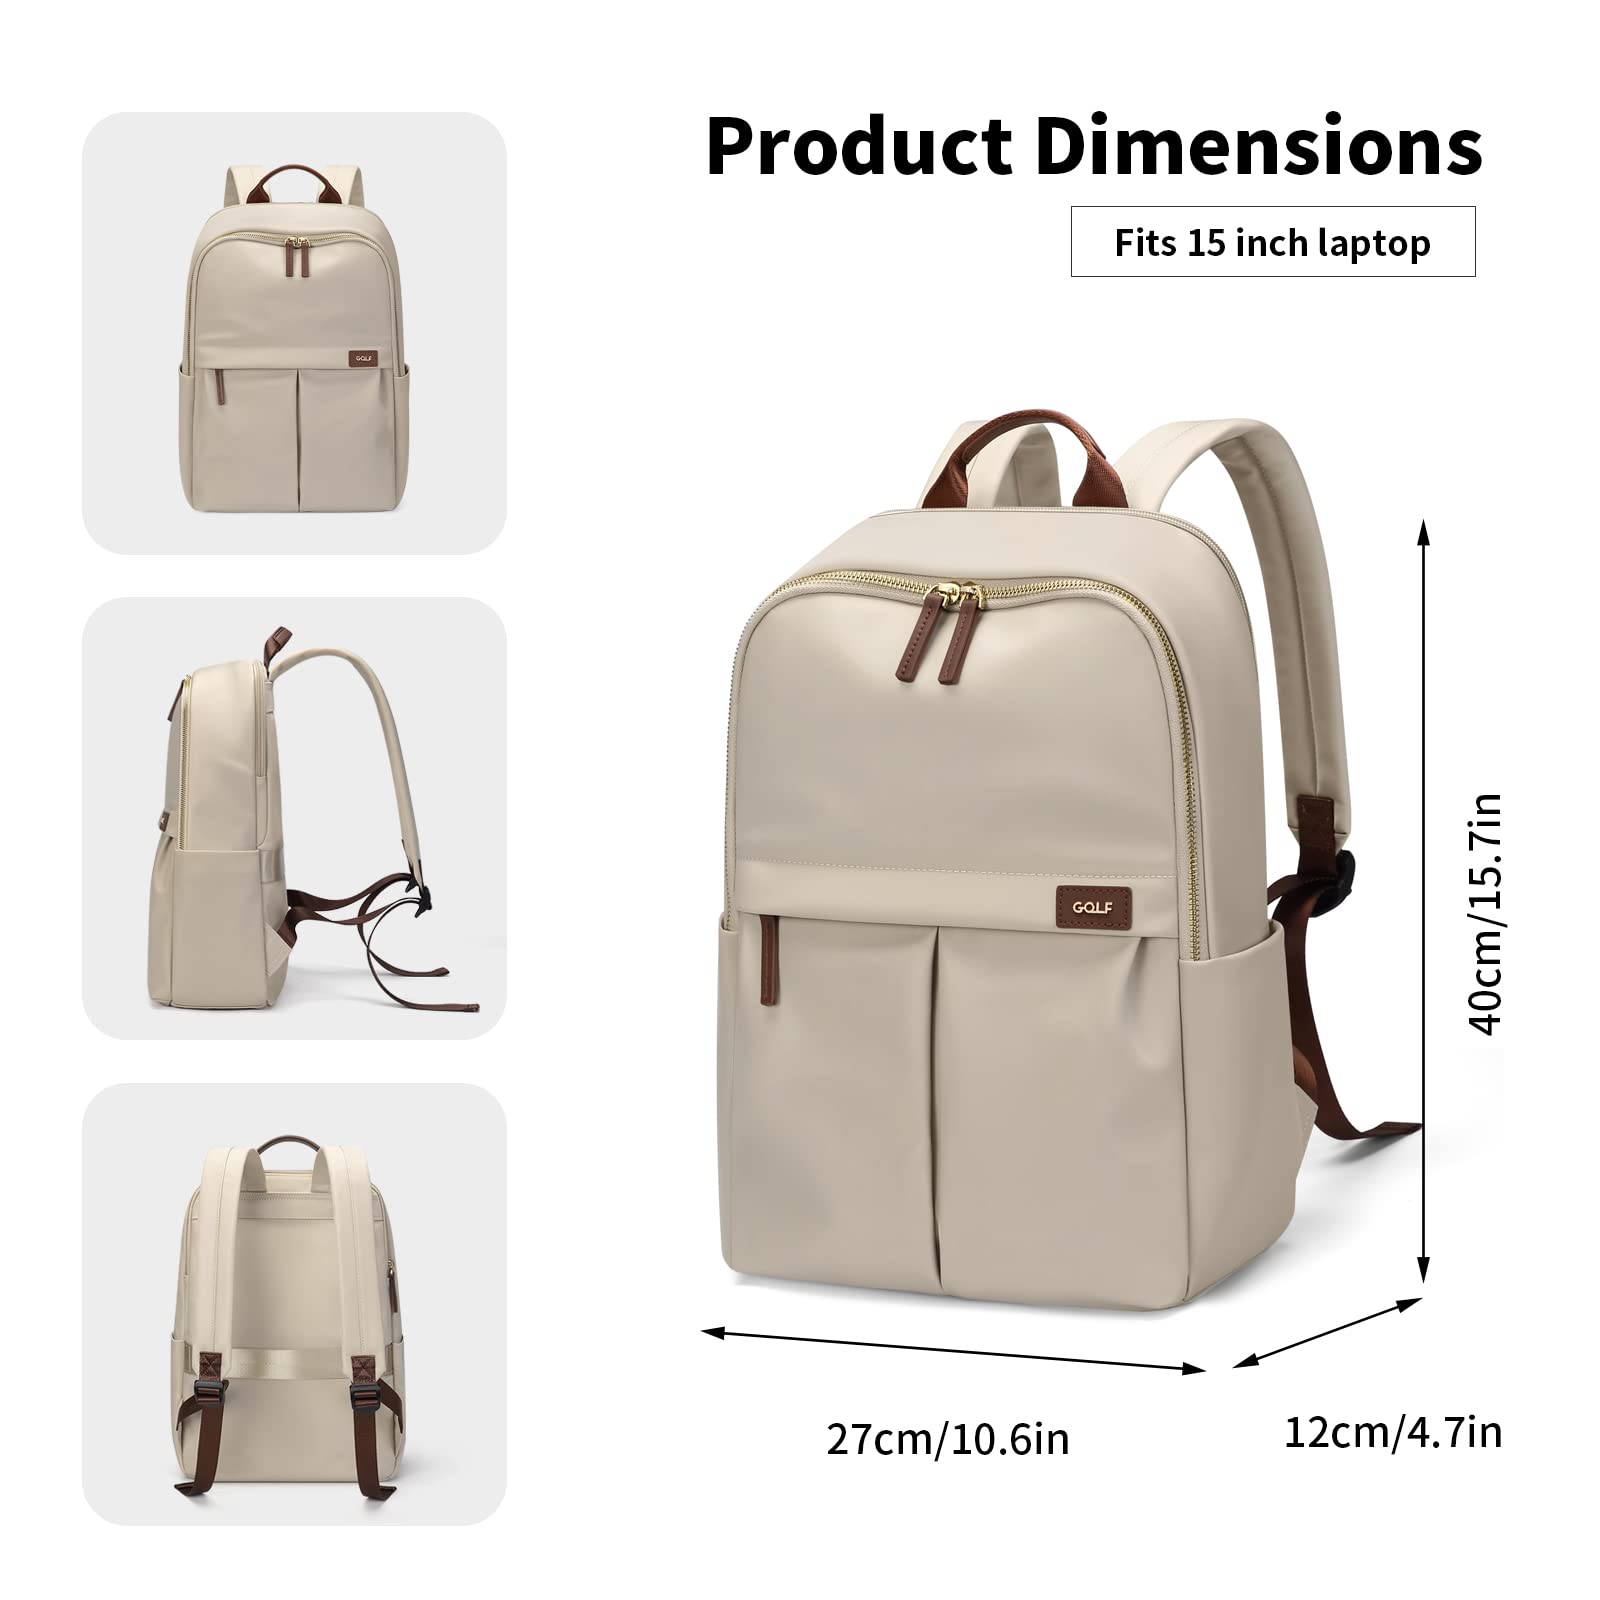 Product Dimensions
Fits 15 inch laptop
GOLF
GOLF
40cm/15.7in
27cm/10.6in
12cm/4.7in